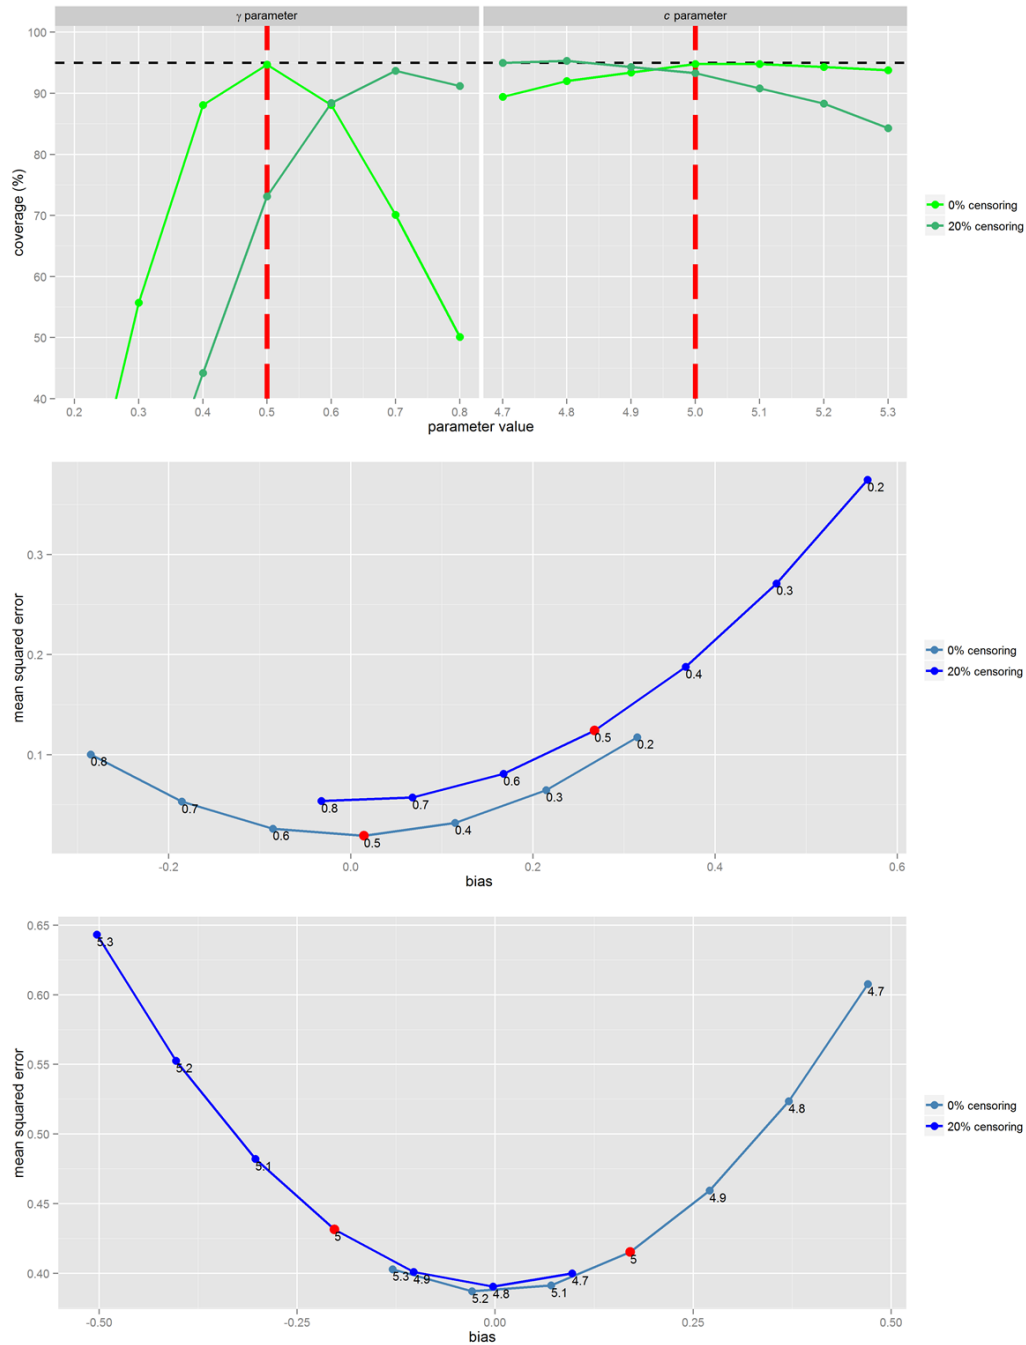 γ parameter
c parameter
100
90
80
70
60
50
40
coverage (%)
0.2 0.3 0.4 0.5 0.6 0.7 0.8
4.7 4.8 4.9 5.0 5.1 5.2 5.3
parameter value
0% censoring
20% censoring
0.3
0.2
0.1
mean squared error
0.2
0.3
0.4
0.5
0.6
0.7
0.8
0.2
0.3
0.4
0.5
0.6
0.7
0.8
-0.2 0.0 0.2 0.4 0.6
bias
0% censoring
20% censoring
0.65
0.60
0.55
0.50
0.45
0.40
mean squared error
5.3
5.2
5.1
5
4.9
4.8
4.7
5.3
5.2
5.1
5
4.9
4.8
4.7
-0.50 -0.25 0.00 0.25 0.50
bias
0% censoring
20% censoring